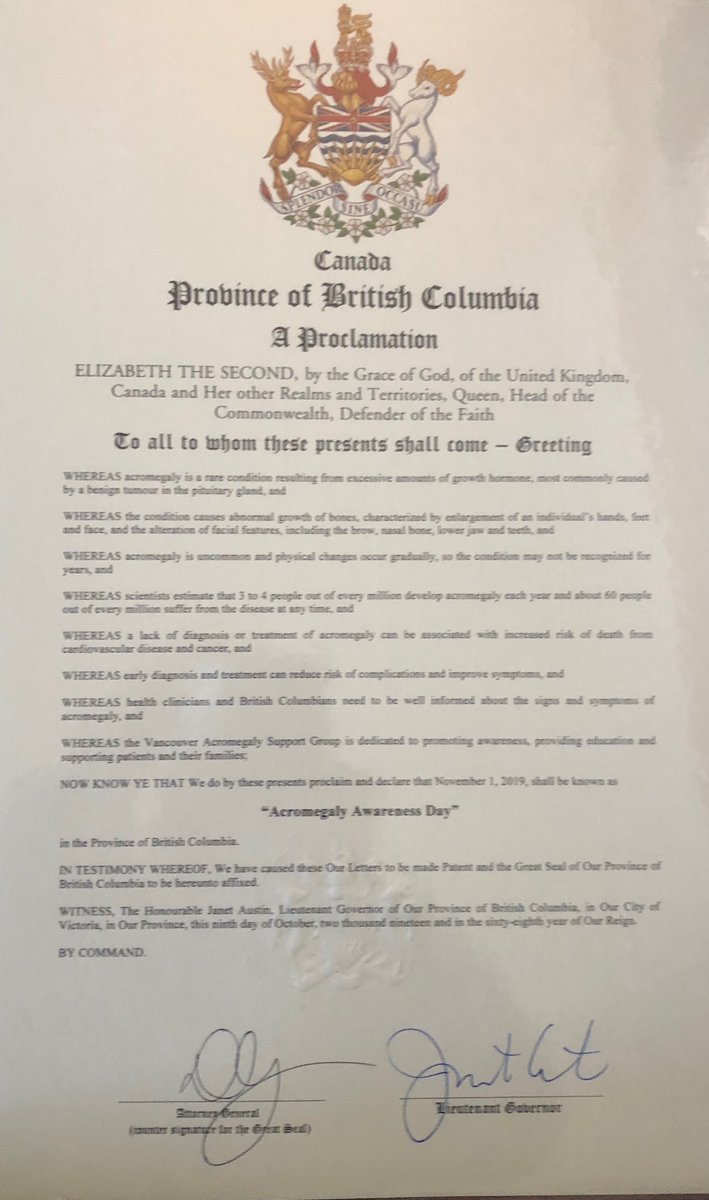 SPLENDOR SINE OCCASU
Canada
Province of British Columbia
A Proclamation
ELIZABETH THE SECOND, by the Grace of God, of the United Kingdom,
Canada and Her other Realms and Territories, Queen, Head of the
Commonwealth, Defender of the Faith
To all to whom these presents shall come – Greeting
WHEREAS acromegaly is a rare condition resulting from excessive amounts of growth hormone, most commonly caused
by a benign tumour in the pituitary gland, and
WHEREAS the condition causes abnormal growth of bones, characterized by enlargement of an individual's hands, feet
and face, and the alteration of facial features, including the brow, nasal bone, lower jaw and teeth, and
WHEREAS acromegaly is uncommon and physical changes occur gradually, so the condition may not be recognized for
years, and
WHEREAS scientists estimate that 3 to 4 people out of every million develop acromegaly each year and about 60 people
out of every million suffer from the disease at any time, and
WHEREAS a lack of diagnosis or treatment of acromegaly can be associated with increased risk of death from
cardiovascular disease and cancer, and
WHEREAS early diagnosis and treatment can reduce risk of complications and improve symptoms, and
WHEREAS health clinicians and British Columbians need to be well informed about the signs and symptoms of
acromegaly, and
WHEREAS the Vancouver Acromegaly Support Group is dedicated to promoting awareness, providing education and
supporting patients and their families;
NOW KNOW YE THAT We do by these presents proclaim and declare that November 1, 2019, shall be known as
“Acromegaly Awareness Day”
in the Province of British Columbia.
IN TESTIMONY WHEREOF, We have caused these Our Letters to be made Patent and the Great Seal of Our Province of
British Columbia to be hereunto affixed.
WITNESS, The Honourable Janet Austin, Lieutenant Governor of Our Province of British Columbia, in Our City of
Victoria, in Our Province, this ninth day of October, two thousand nineteen and in the sixty-eighth year of Our Reign.
BY COMMAND.
Attorney General
(counter signature for the Great Seal)
Lieutenant Governor